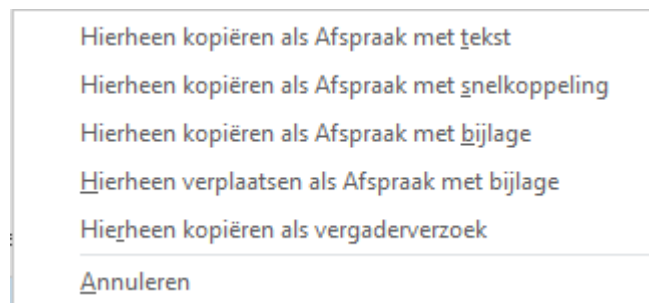 Hierheen kopiëren als Afspraak met tekst
Hierheen kopiëren als Afspraak met snelkoppeling
Hierheen kopiëren als Afspraak met bijlage
Hierheen verplaatsen als Afspraak met bijlage
Hierheen kopiëren als vergaderverzoek
Annuleren